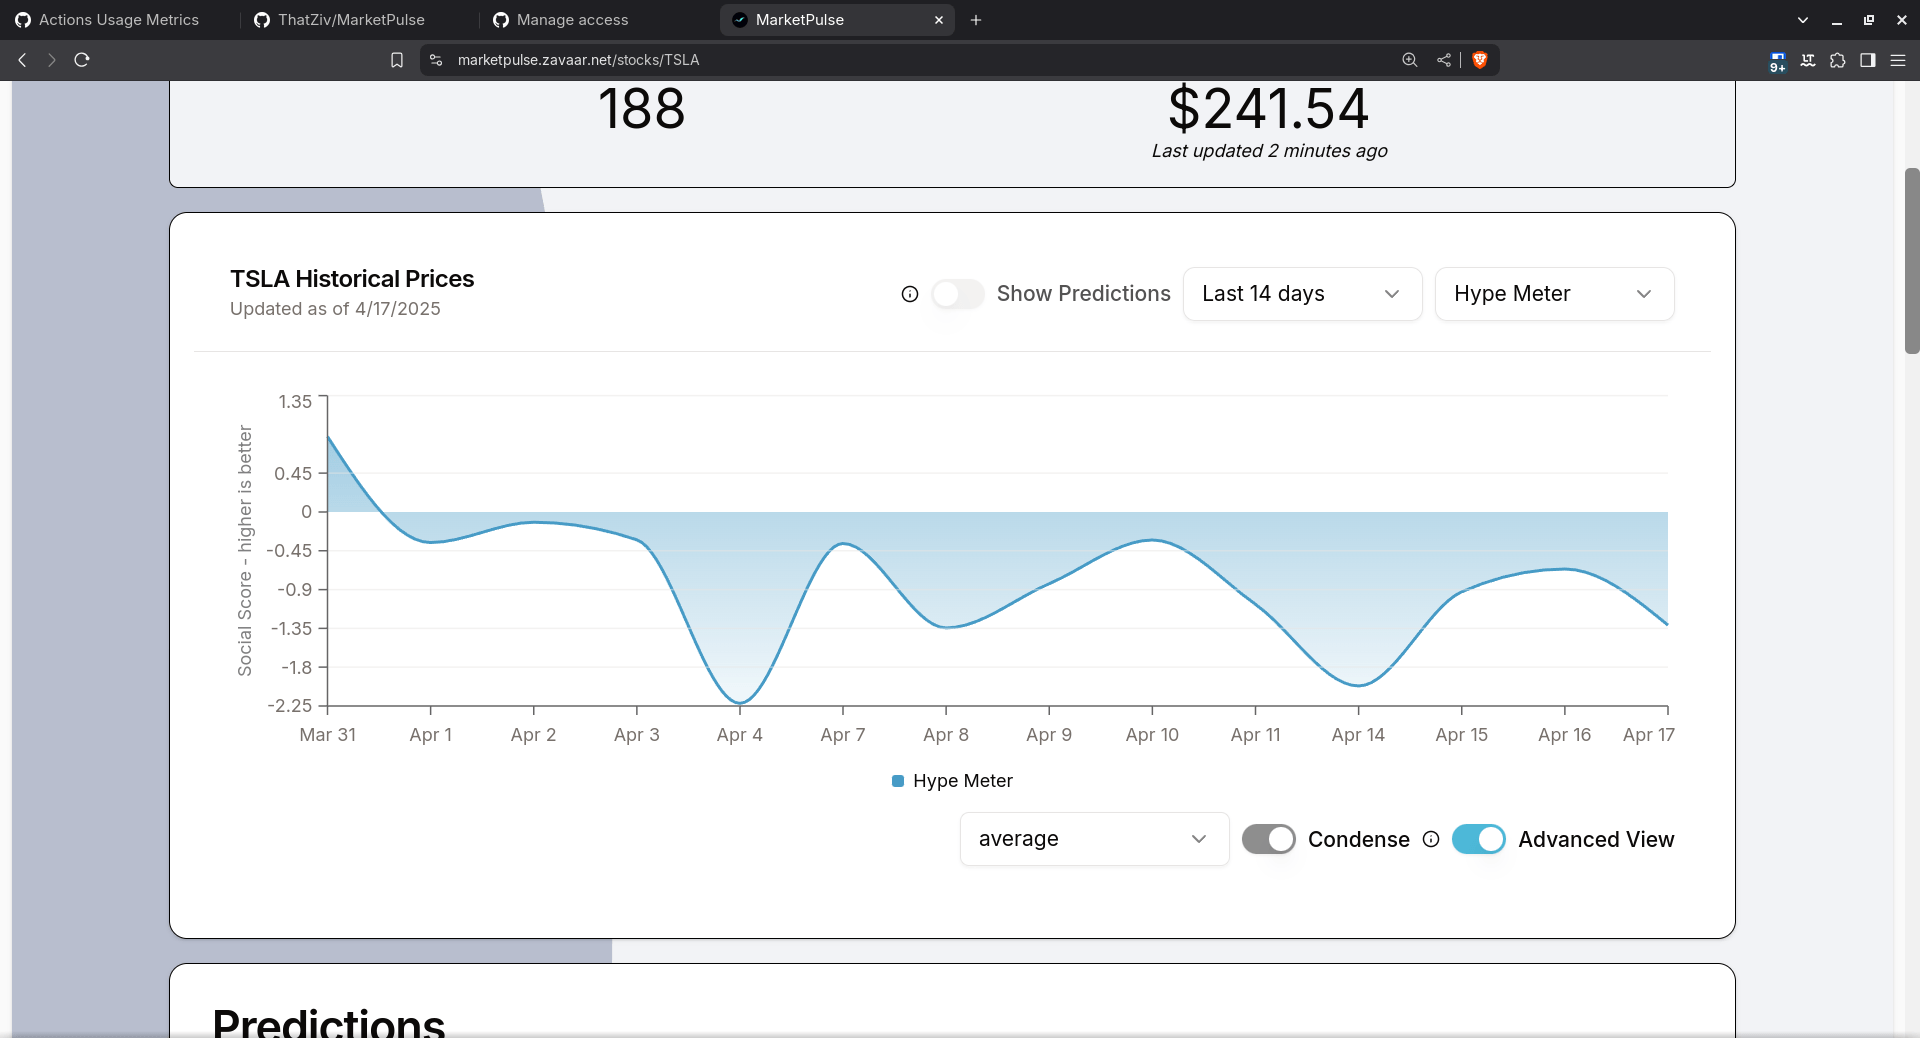 Actions Usage Metrics
ThatZiv/MarketPulse
Manage access
MarketPulse
marketpulse.zavaar.net/stocks/TSLA
9+
LT
188
$241.54
Last updated 2 minutes ago
TSLA Historical Prices
Updated as of 4/17/2025
Show Predictions
Last 14 days
Hype Meter
Social Score - higher is better
1.35
0.45
0
-0.45
-0.9
-1.35
-1.8
-2.25
Mar 31 Apr 1 Apr 2 Apr 3 Apr 4 Apr 7 Apr 8 Apr 9 Apr 10 Apr 11 Apr 14 Apr 15 Apr 16 Apr 17
Hype Meter
average
Condense
Advanced View
Predictions